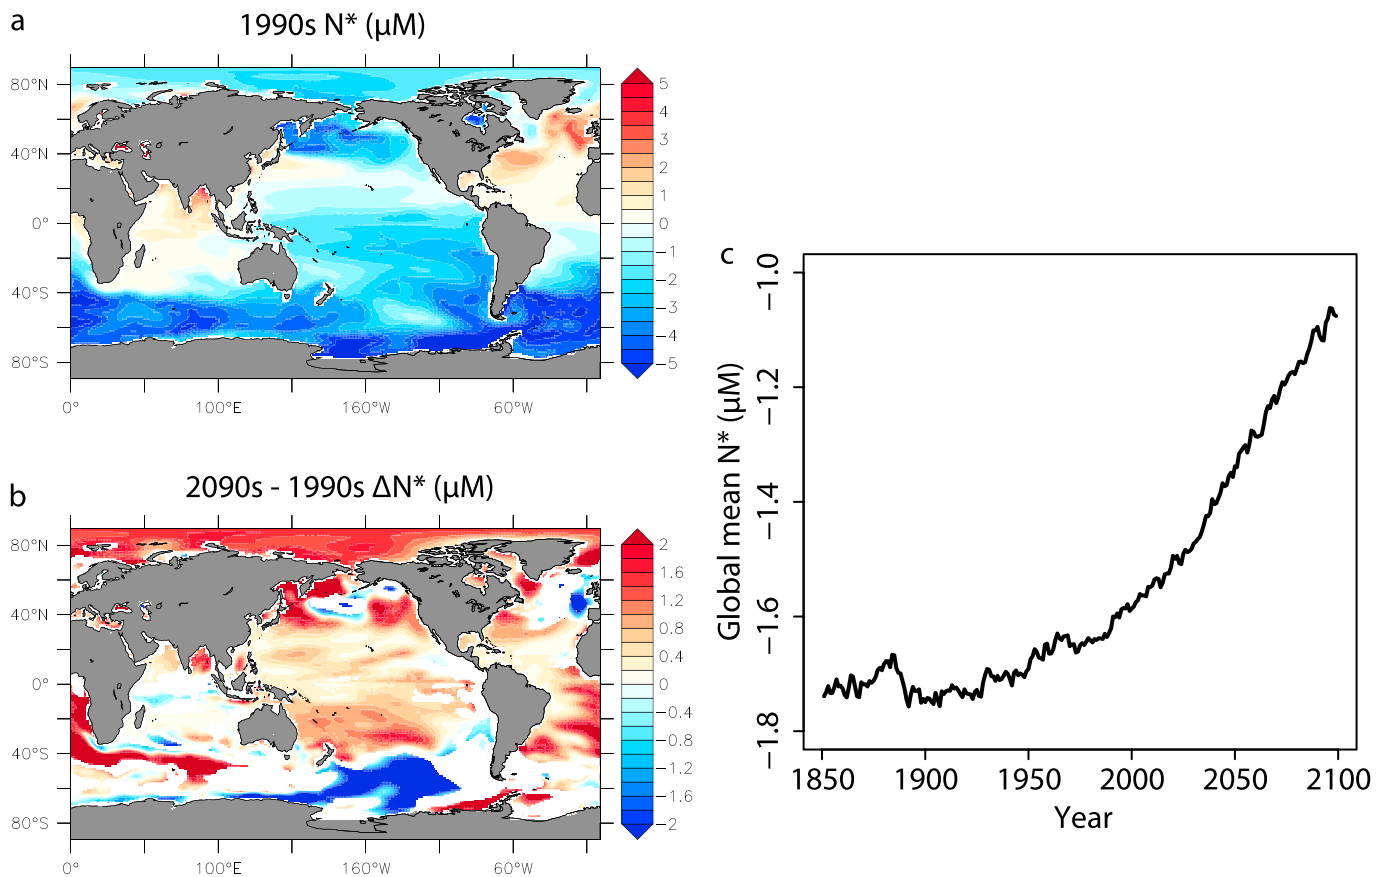 a
1990s N* (μM)
80°N
40°N
0°
40°S
80°S
0°
100°E
160°W
60°W
5
4
3
2
1
0
−1
−2
−3
−4
−5
b
2090s - 1990s ΔN* (μM)
80°N
40°N
0°
40°S
80°S
0°
100°E
160°W
60°W
2
1.6
1.2
0.8
0.4
0
−0.4
−0.8
−1.2
−1.6
−2
c
Global mean N* (μM)
−1.0
−1.2
−1.4
−1.6
−1.8
1850
1900
1950
2000
2050
2100
Year